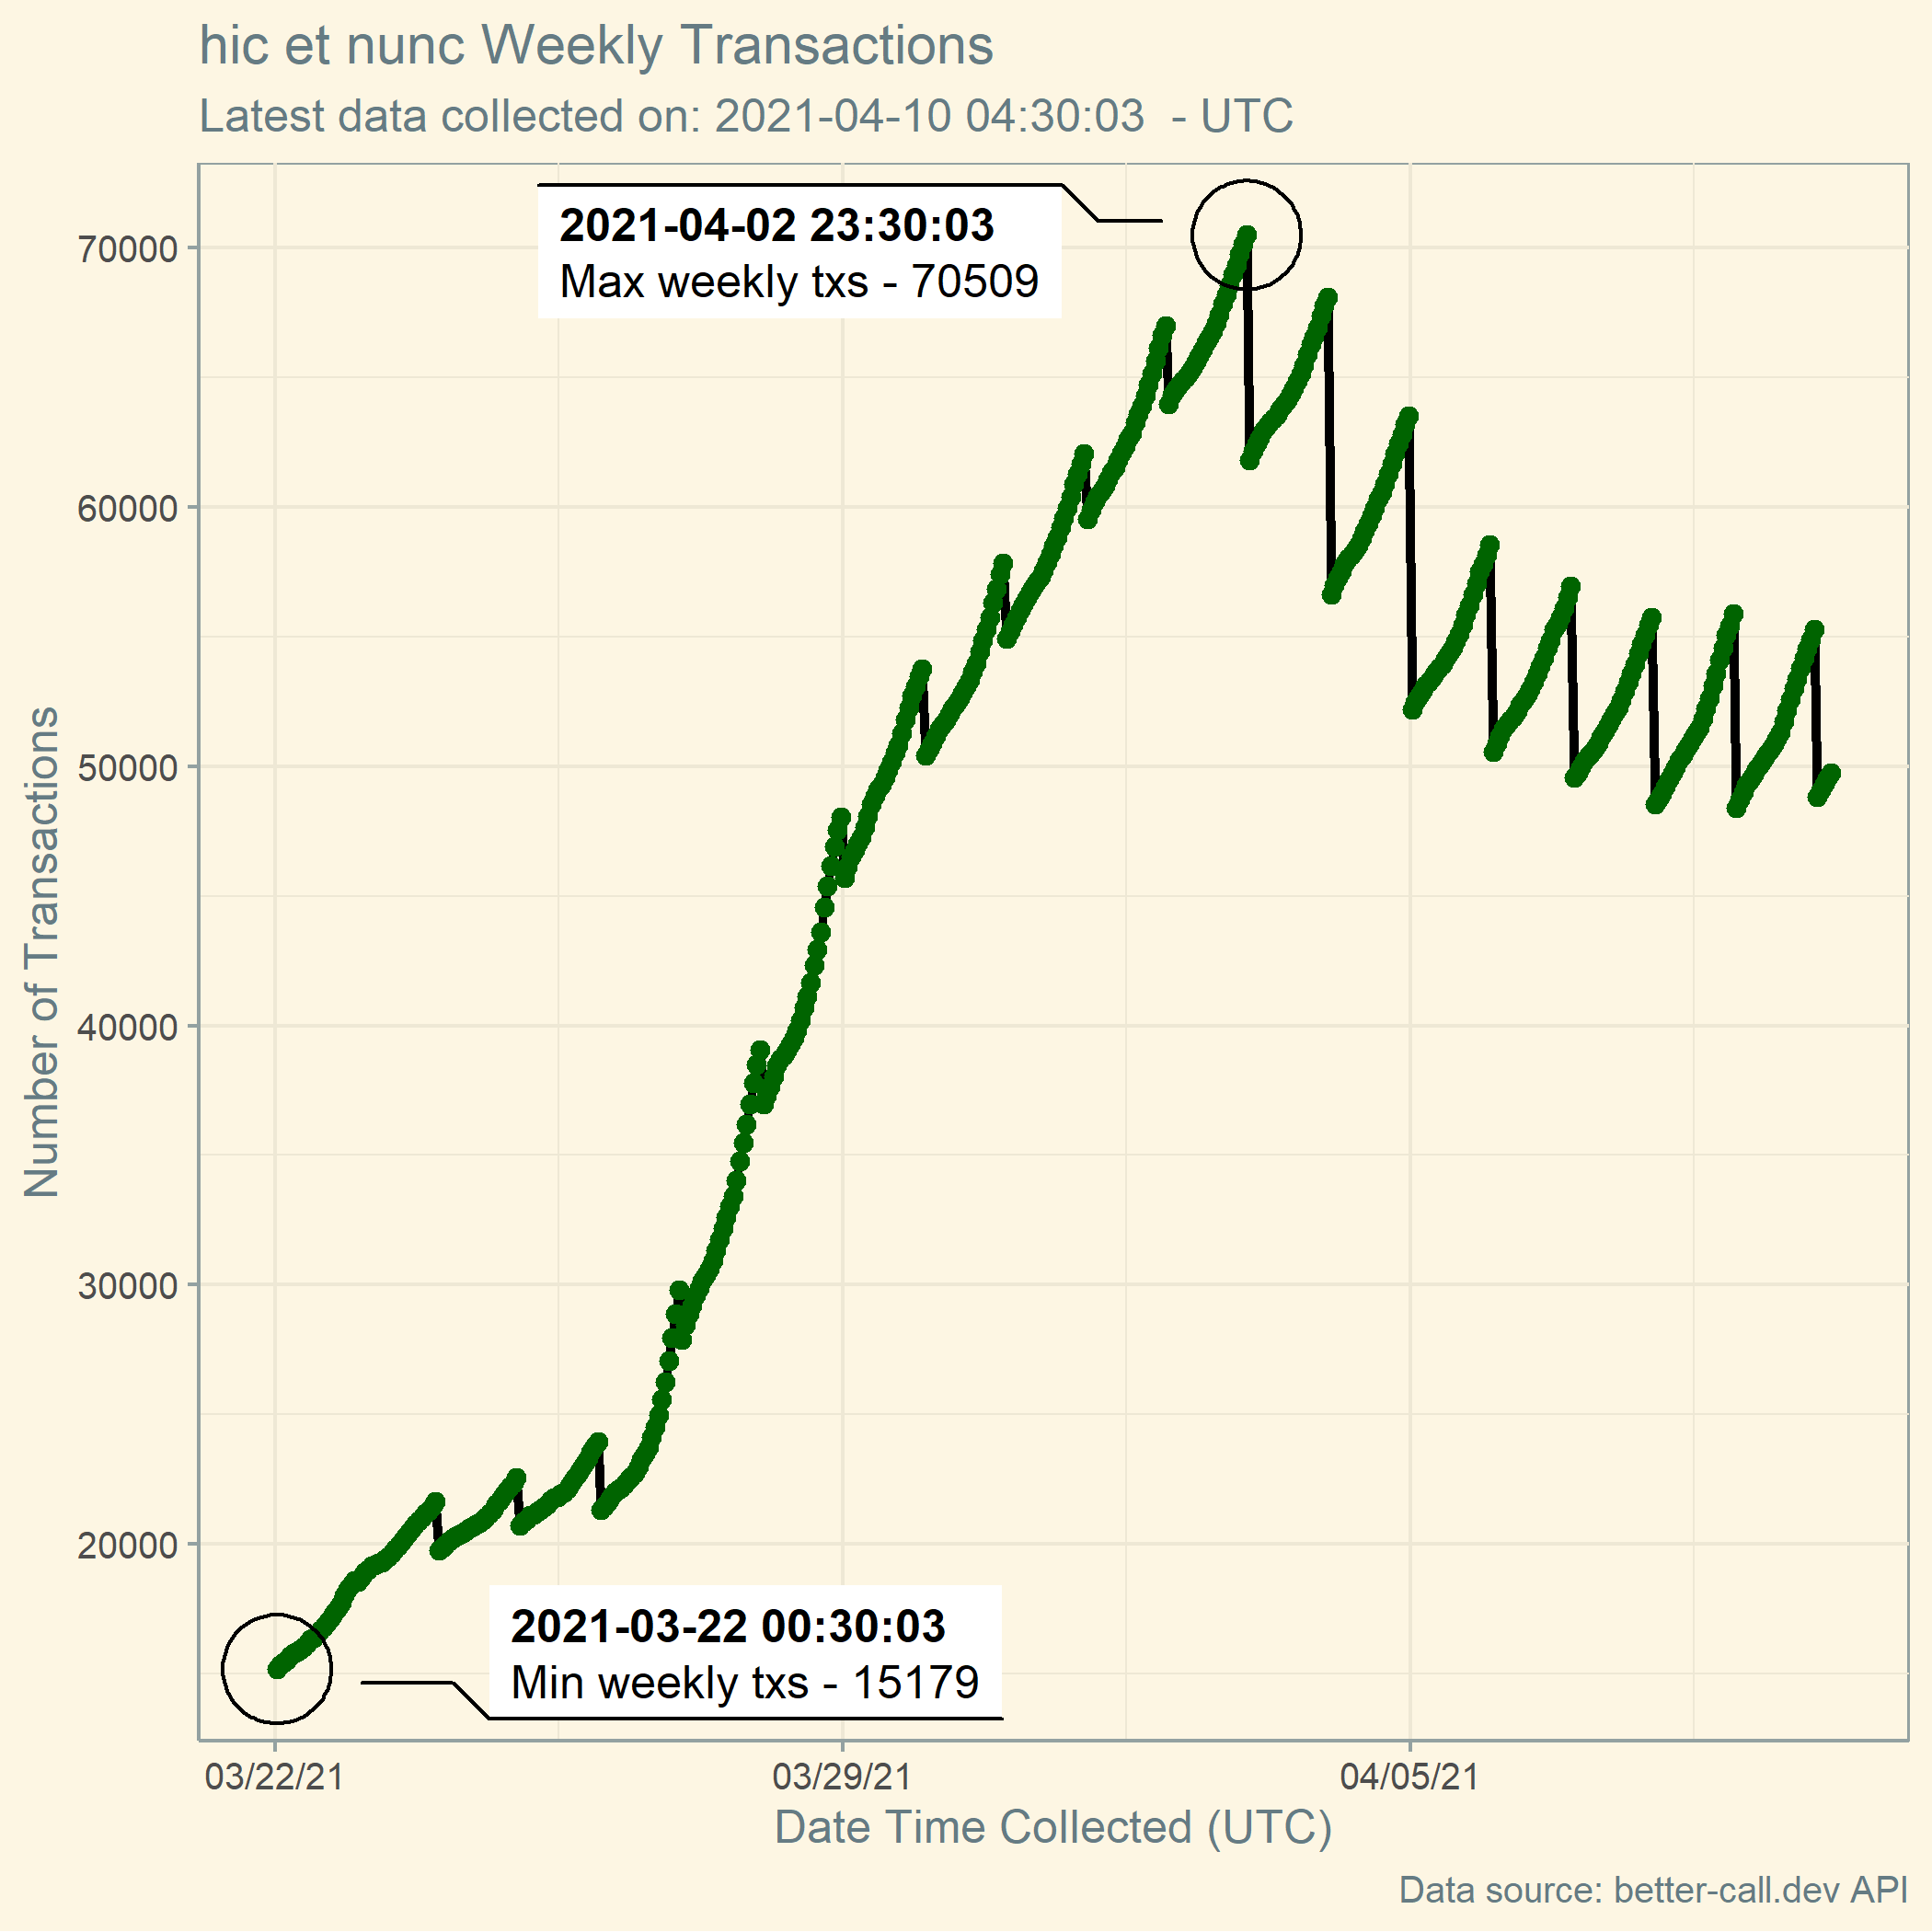 hic et nunc Weekly Transactions
Latest data collected on: 2021-04-10 04:30:03  - UTC
2021-04-02 23:30:03
Max weekly txs - 70509
70000
60000
50000
40000
30000
20000
Number of Transactions
2021-03-22 00:30:03
Min weekly txs - 15179
03/22/21
03/29/21
04/05/21
Date Time Collected (UTC)
Data source: better-call.dev API